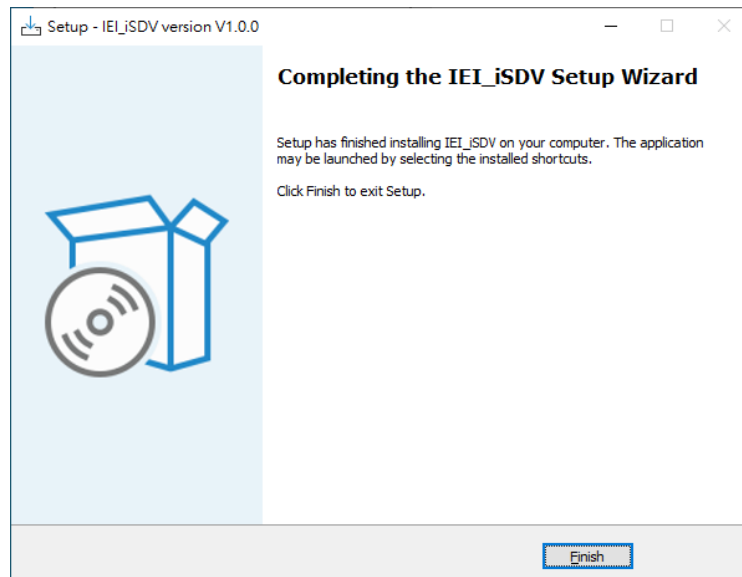 Setup - IEI_iSDV version V1.0.0
Completing the IEI_iSDV Setup Wizard
Setup has finished installing IEI_iSDV on your computer. The application
may be launched by selecting the installed shortcuts.
Click Finish to exit Setup.
Finish